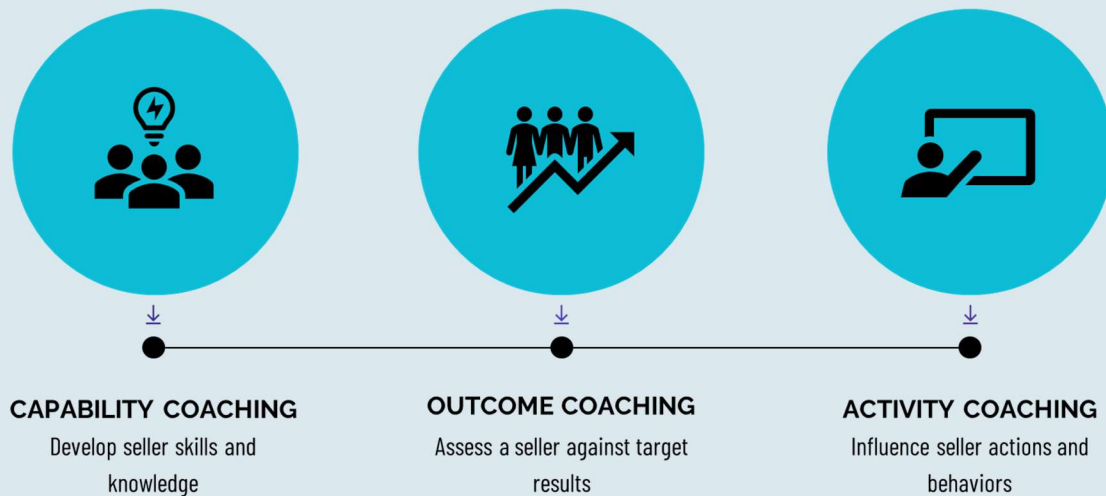 CAPABILITY COACHING
Develop seller skills and
knowledge
OUTCOME COACHING
Assess a seller against target
results
ACTIVITY COACHING
Influence seller actions and
behaviors